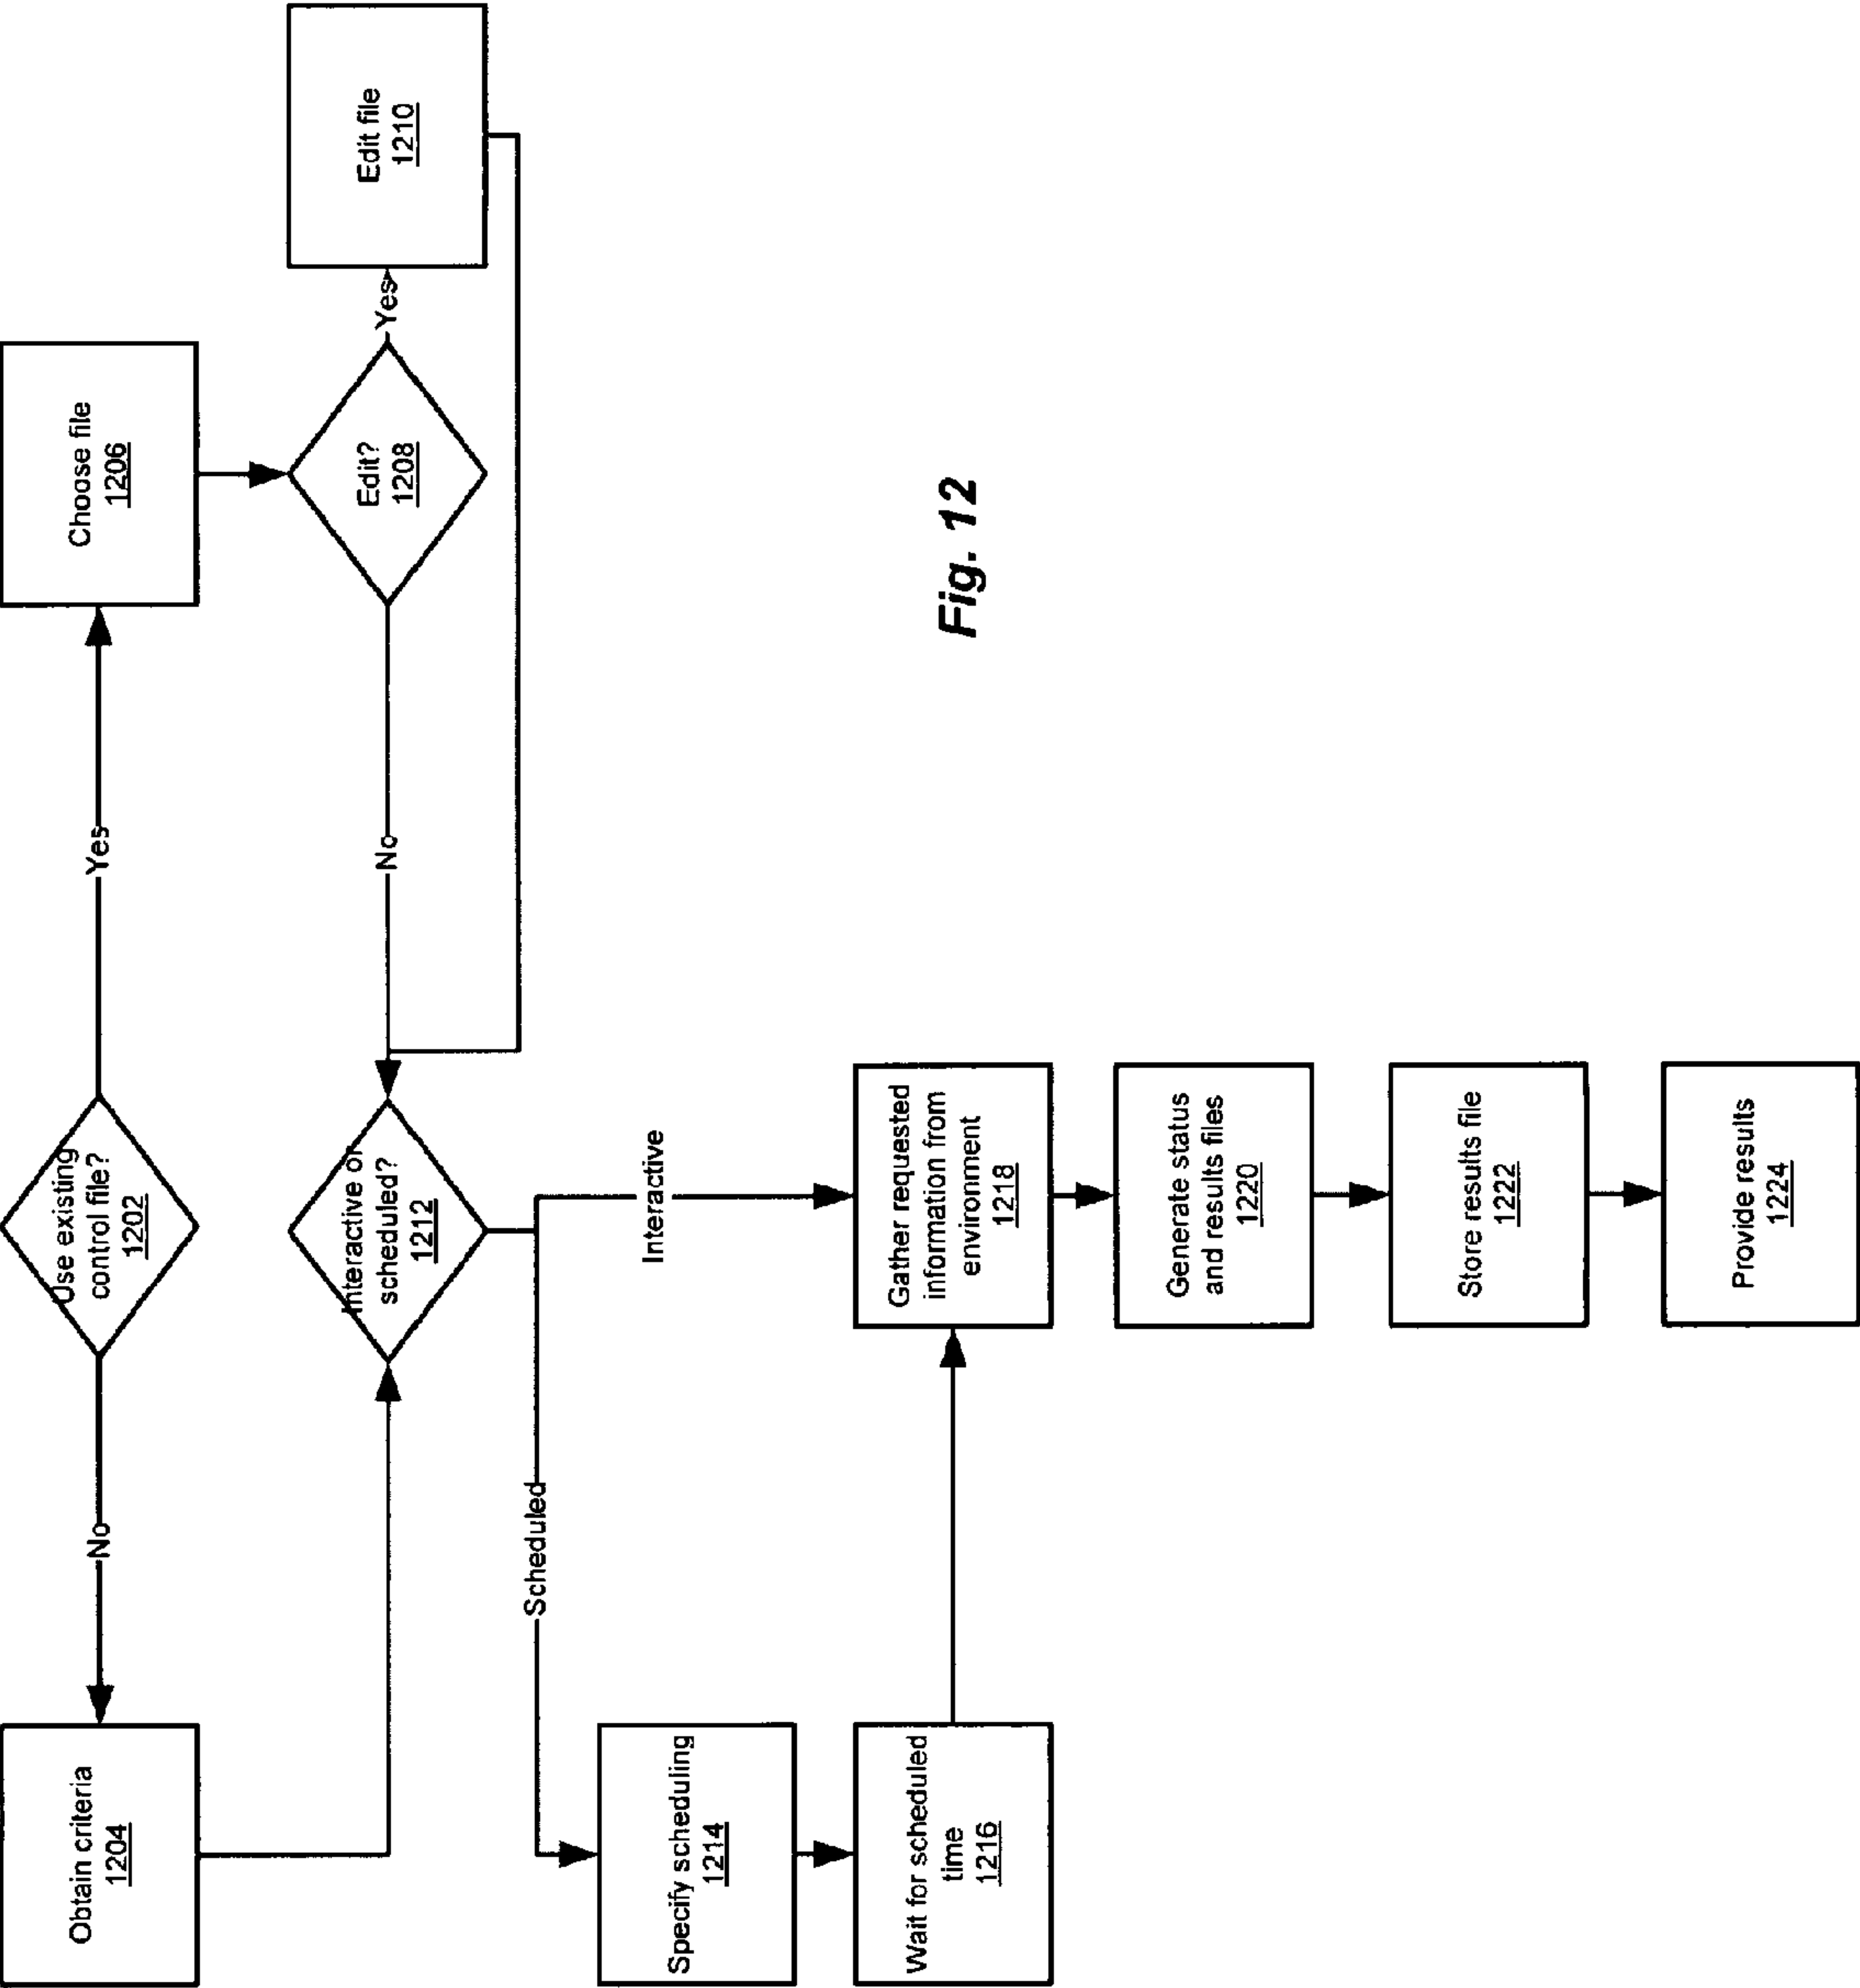 Use existing
control file?
1202
No
Yes
Obtain criteria
1204
Choose file
1206
Edit?
1208
Yes
Edit file
1210
No
Interactive or
scheduled?
1212
Scheduled
Interactive
Specify scheduling
1214
Wait for scheduled
time
1216
Gather requested
information from
environment
1218
Generate status
and results files
1220
Store results file
1222
Provide results
1224
Fig. 12